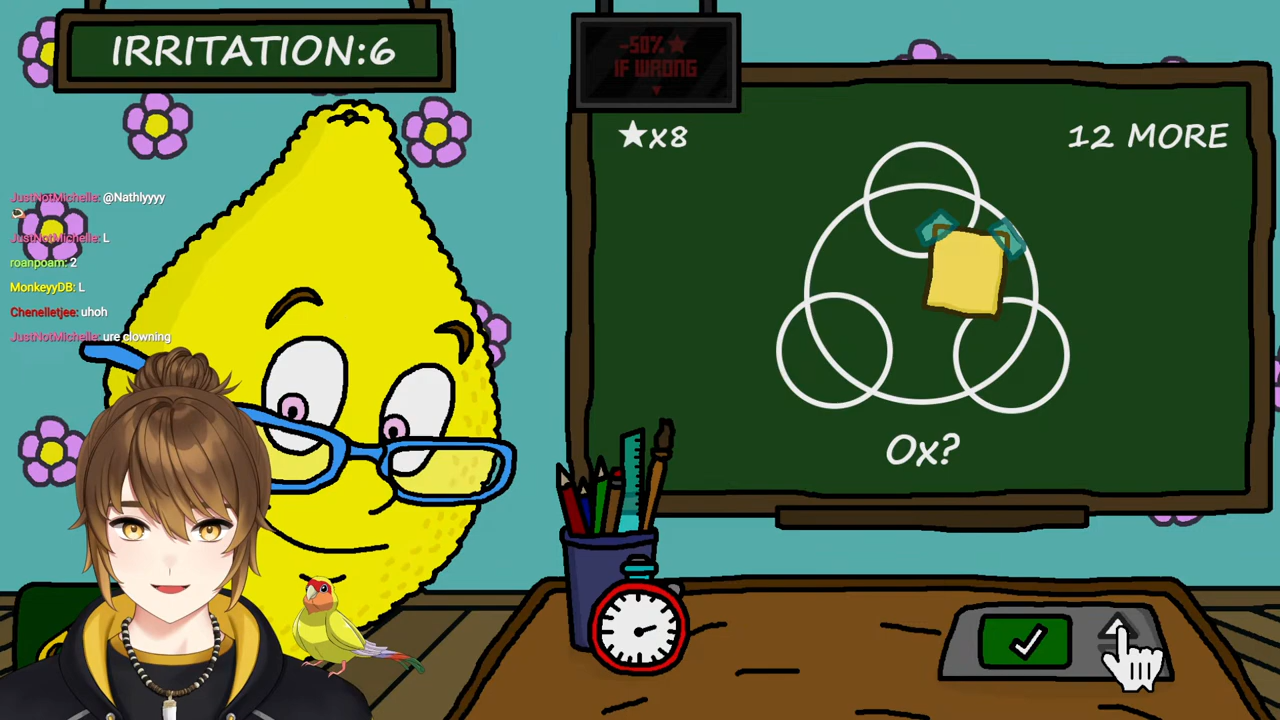 IRRITATION:6
-50% ★
IF WRONG
★x8
12 MORE
JustNotMichelle: @Nathlyyyy
JustNotMichelle: L
roanpoam: 2
MonkeyyDB: L
Chenelletjee: uhoh
JustNotMichelle: ure clowning
Ox?